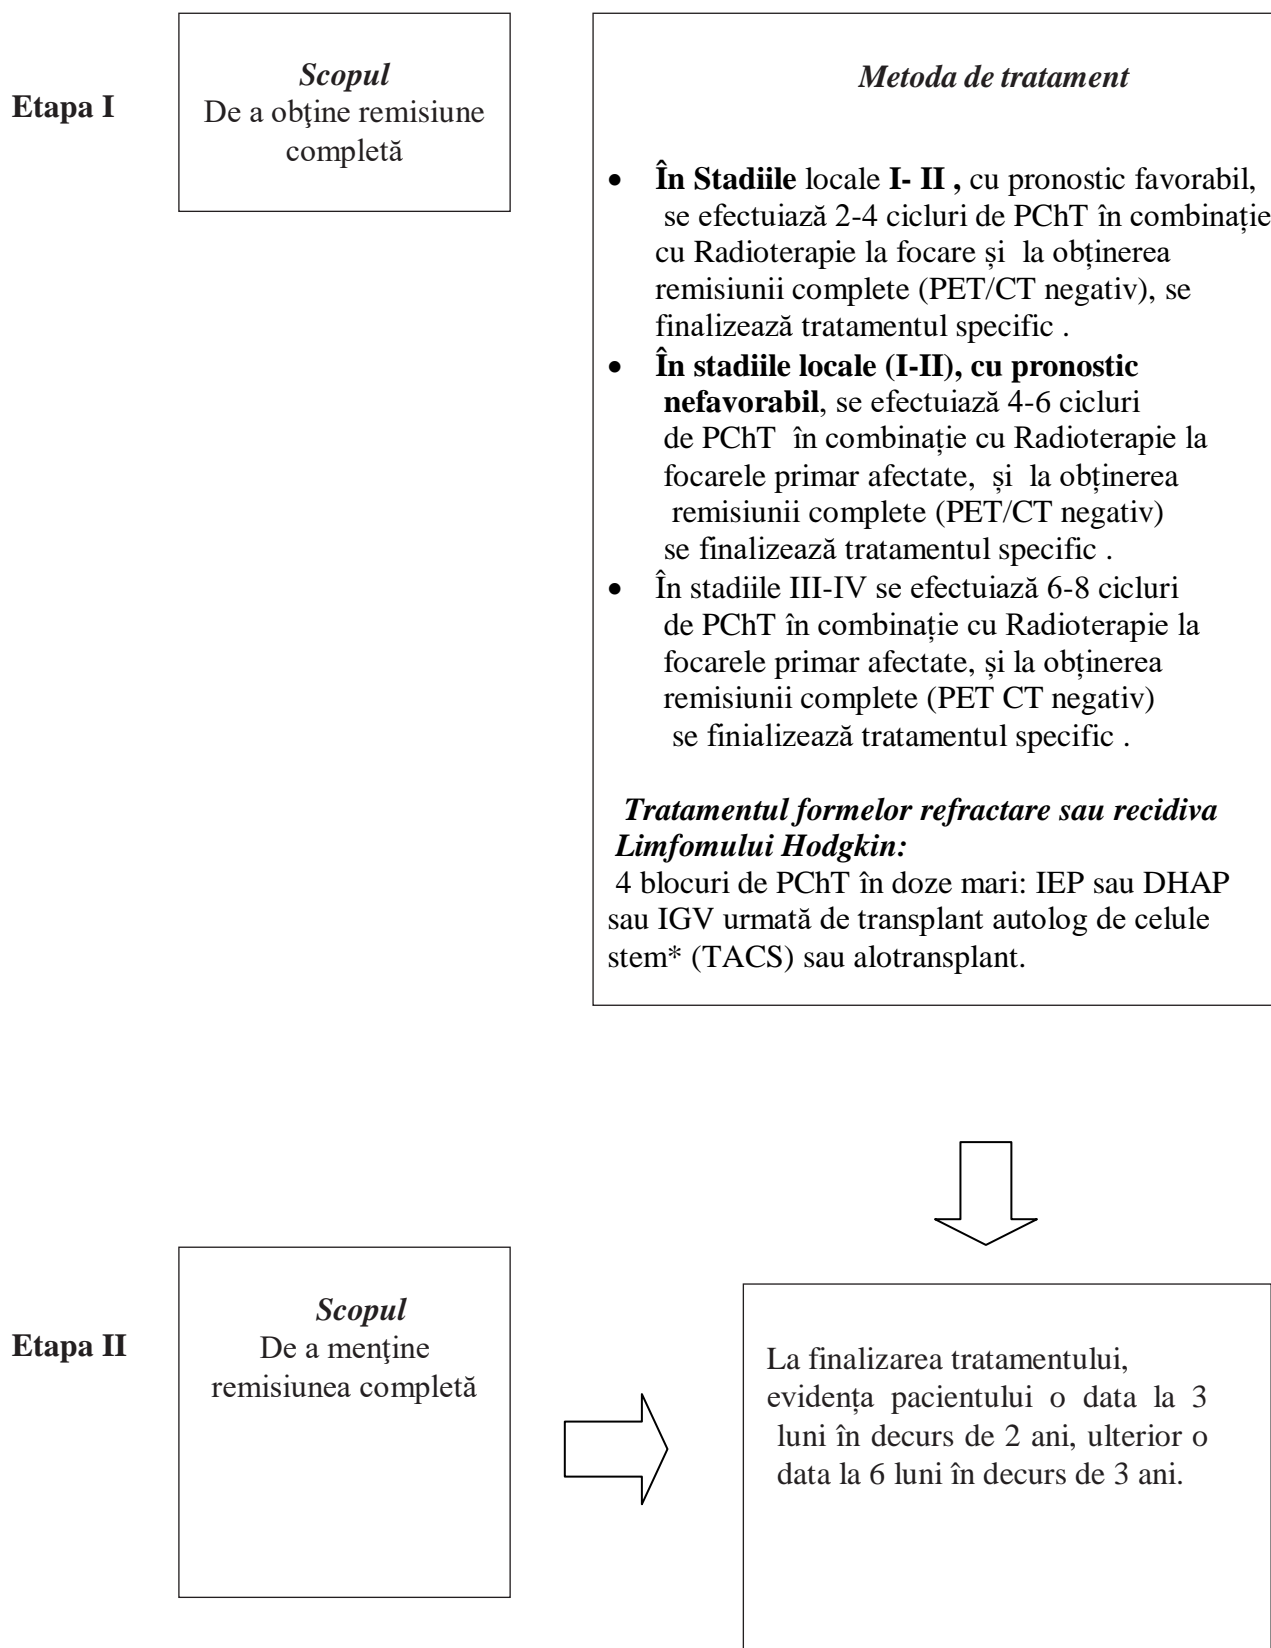 Etapa I
Scopul
De a obţine remisiune
completă
Metoda de tratament
• În Stadiile locale I- II , cu pronostic favorabil,
se efectuiază 2-4 cicluri de PChT în combinație
cu Radioterapie la focare și la obținerea
remisiunii complete (PET/CT negativ), se
finalizează tratamentul specific .
• În stadiile locale (I-II), cu pronostic
nefavorabil, se efectuiază 4-6 cicluri
de PChT în combinație cu Radioterapie la
focarele primar afectate, și la obținerea
remisiunii complete (PET/CT negativ)
se finalizează tratamentul specific .
• În stadiile III-IV se efectuiază 6-8 cicluri
de PChT în combinație cu Radioterapie la
focarele primar afectate, și la obținerea
remisiunii complete (PET CT negativ)
se finializează tratamentul specific .
Tratamentul formelor refractare sau recidiva
Limfomului Hodgkin:
4 blocuri de PChT în doze mari: IEP sau DHAP
sau IGV urmată de transplant autolog de celule
stem* (TACS) sau alotransplant.
Etapa II
Scopul
De a menţine
remisiunea completă
La finalizarea tratamentului,
evidența pacientului o data la 3
luni în decurs de 2 ani, ulterior o
data la 6 luni în decurs de 3 ani.